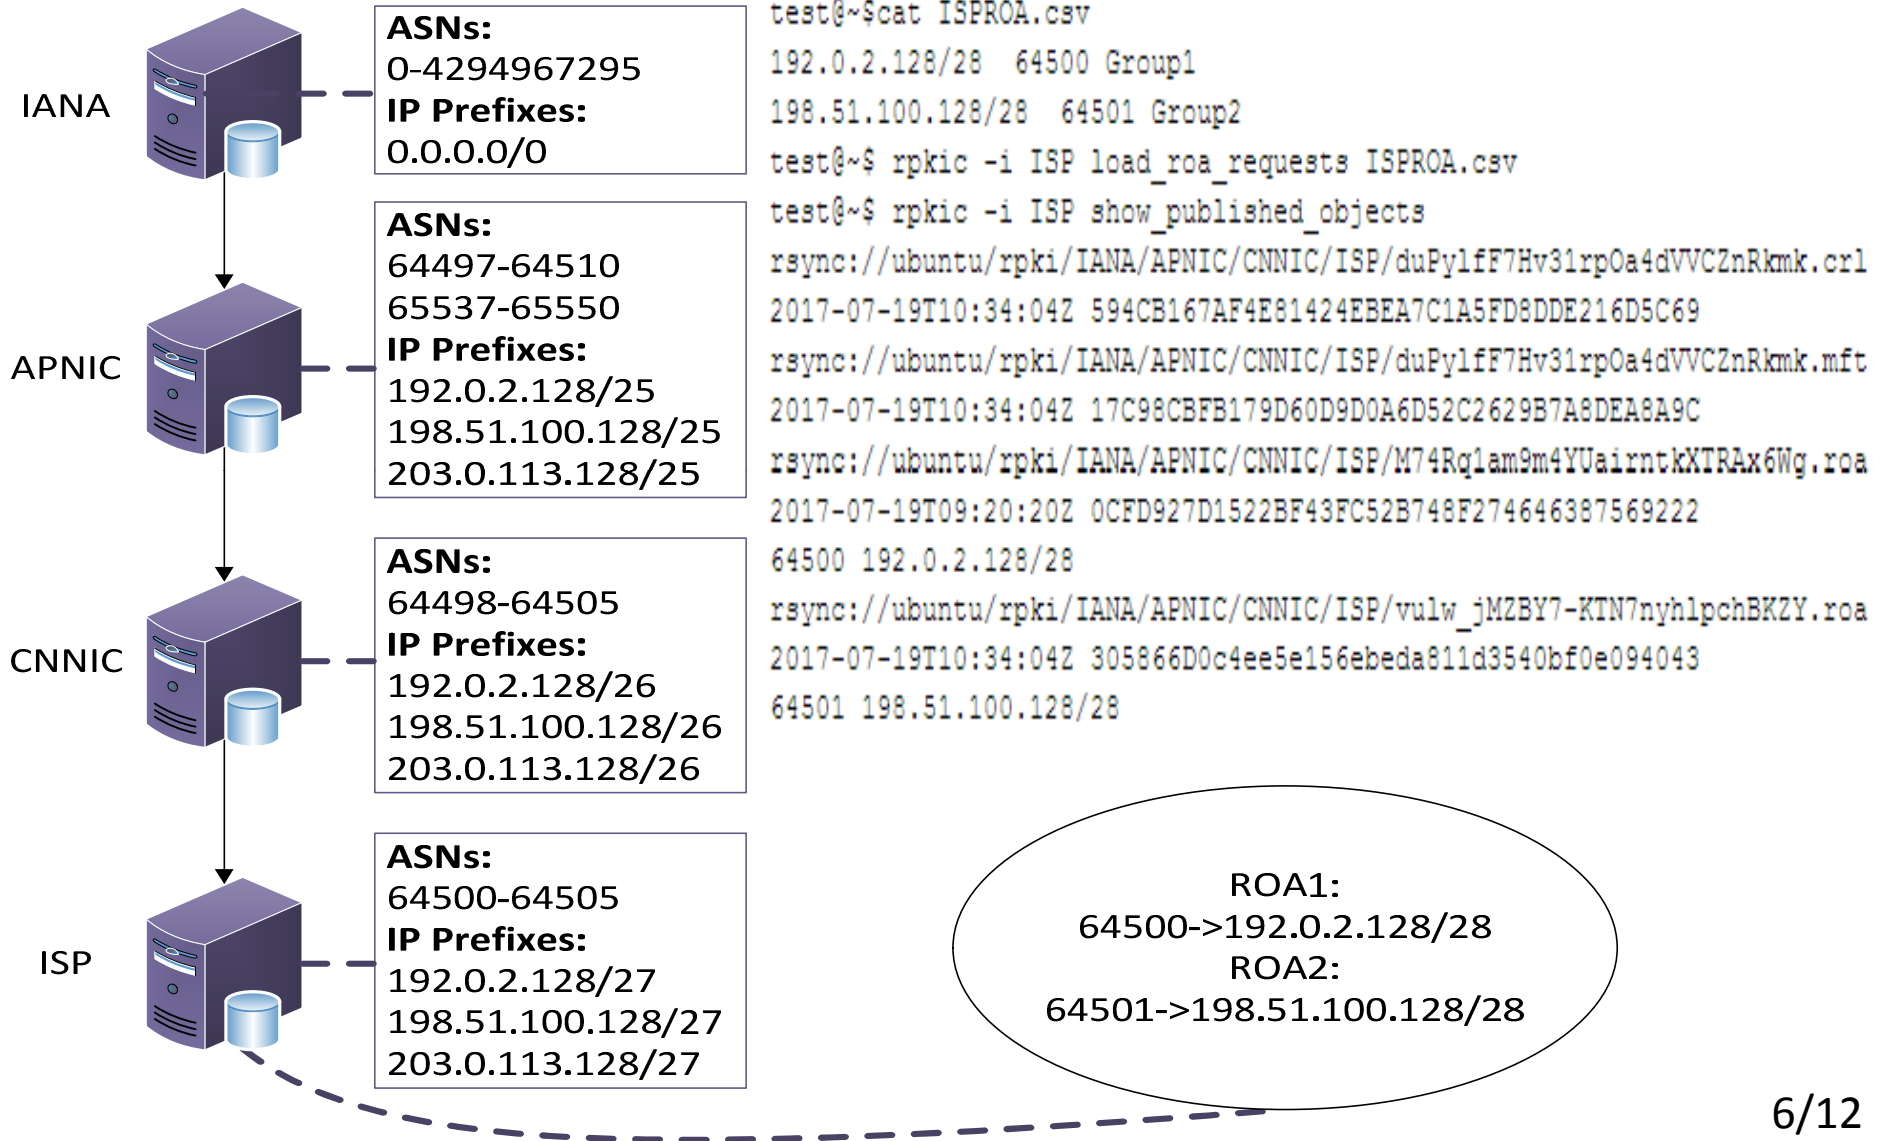 IANA
ASNs:
0-4294967295
IP Prefixes:
0.0.0.0/0
APNIC
ASNs:
64497-64510
65537-65550
IP Prefixes:
192.0.2.128/25
198.51.100.128/25
203.0.113.128/25
CNNIC
ASNs:
64498-64505
IP Prefixes:
192.0.2.128/26
198.51.100.128/26
203.0.113.128/26
ISP
ASNs:
64500-64505
IP Prefixes:
192.0.2.128/27
198.51.100.128/27
203.0.113.128/27
test@~$cat ISPROA.csv
192.0.2.128/28 64500 Group1
198.51.100.128/28 64501 Group2
test@~$ rpkic -i ISP load_roa_requests ISPROA.csv
test@~$ rpkic -i ISP show_published_objects
rsync://ubuntu/rpki/IANA/APNIC/CNNIC/ISP/duPylfF7Hv31rpOa4dVVCZnRkmk.crl
2017-07-19T10:34:04Z 594CB167AF4E81424EBEA7C1A5FD8DDE216D5C69
rsync://ubuntu/rpki/IANA/APNIC/CNNIC/ISP/duPylfF7Hv31rpOa4dVVCZnRkmk.mft
2017-07-19T10:34:04Z 17C98CBFB179D60D9D0A6D52C2629B7A8DEA8A9C
rsync://ubuntu/rpki/IANA/APNIC/CNNIC/ISP/M74Rq1am9m4YUairntkXTRAx6Wg.roa
2017-07-19T09:20:20Z 0CFD927D1522BF43FC52B748F274646387569222
64500 192.0.2.128/28
rsync://ubuntu/rpki/IANA/APNIC/CNNIC/ISP/vulw_jMZBY7-KTN7nyhlpchBKZY.roa
2017-07-19T10:34:04Z 305866D0c4ee5e156ebeda811d3540bf0e094043
64501 198.51.100.128/28
ROA1:
64500->192.0.2.128/28
ROA2:
64501->198.51.100.128/28
6/12